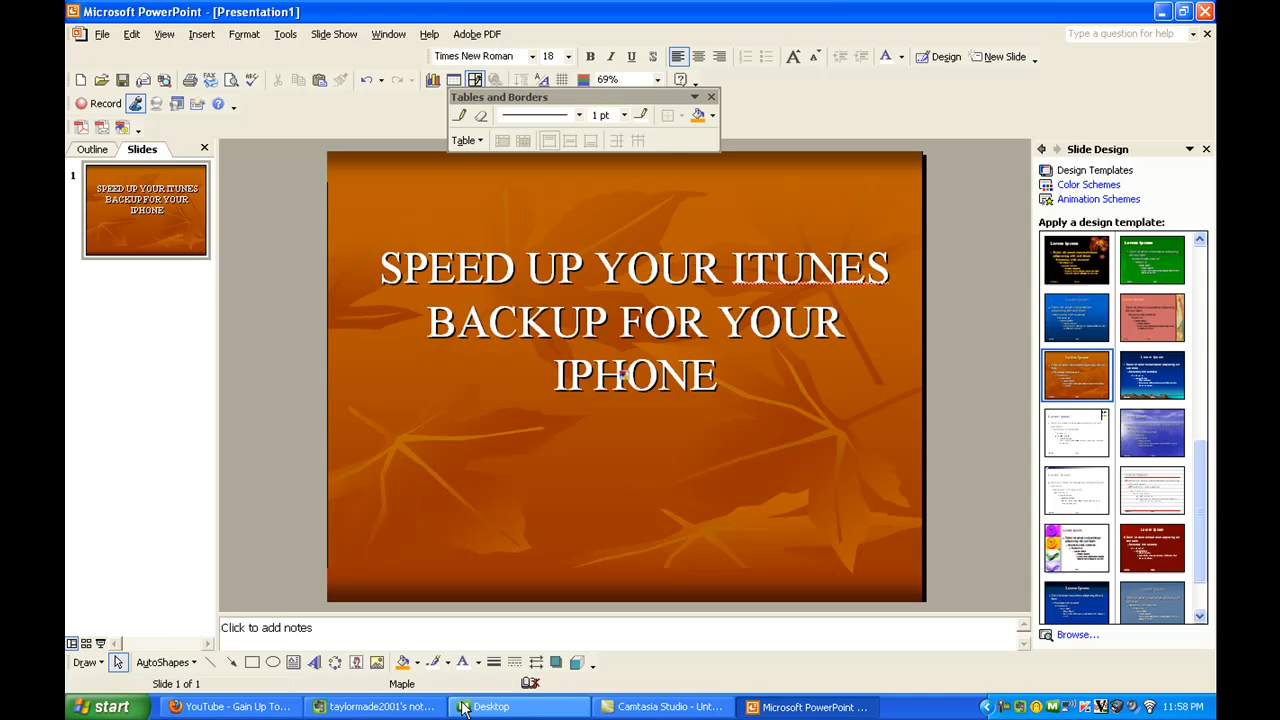 Microsoft PowerPoint - [Presentation1]
File Edit View Insert Format Tools Slide Show Window Help Adobe PDF
Type a question for help
Times New Roman 18 B I U S A A A Design New Slide
69%
Tables and Borders
Record
1 pt
Table
Outline Slides
Slide Design
1
SPEED UP YOUR ITUNES
BACKUP FOR YOUR
IPHONE
SPEED UP YOUR ITUNES
BACKUP FOR YOUR
IPHONE
Design Templates
Color Schemes
Animation Schemes
Apply a design template:
Browse...
Click to add notes
Draw AutoShapes
Slide 1 of 1 Maple
start YouTube - Gain Up To... taylormade2001's not... Desktop Camtasia Studio - Unt... Microsoft PowerPoint ... 11:58 PM